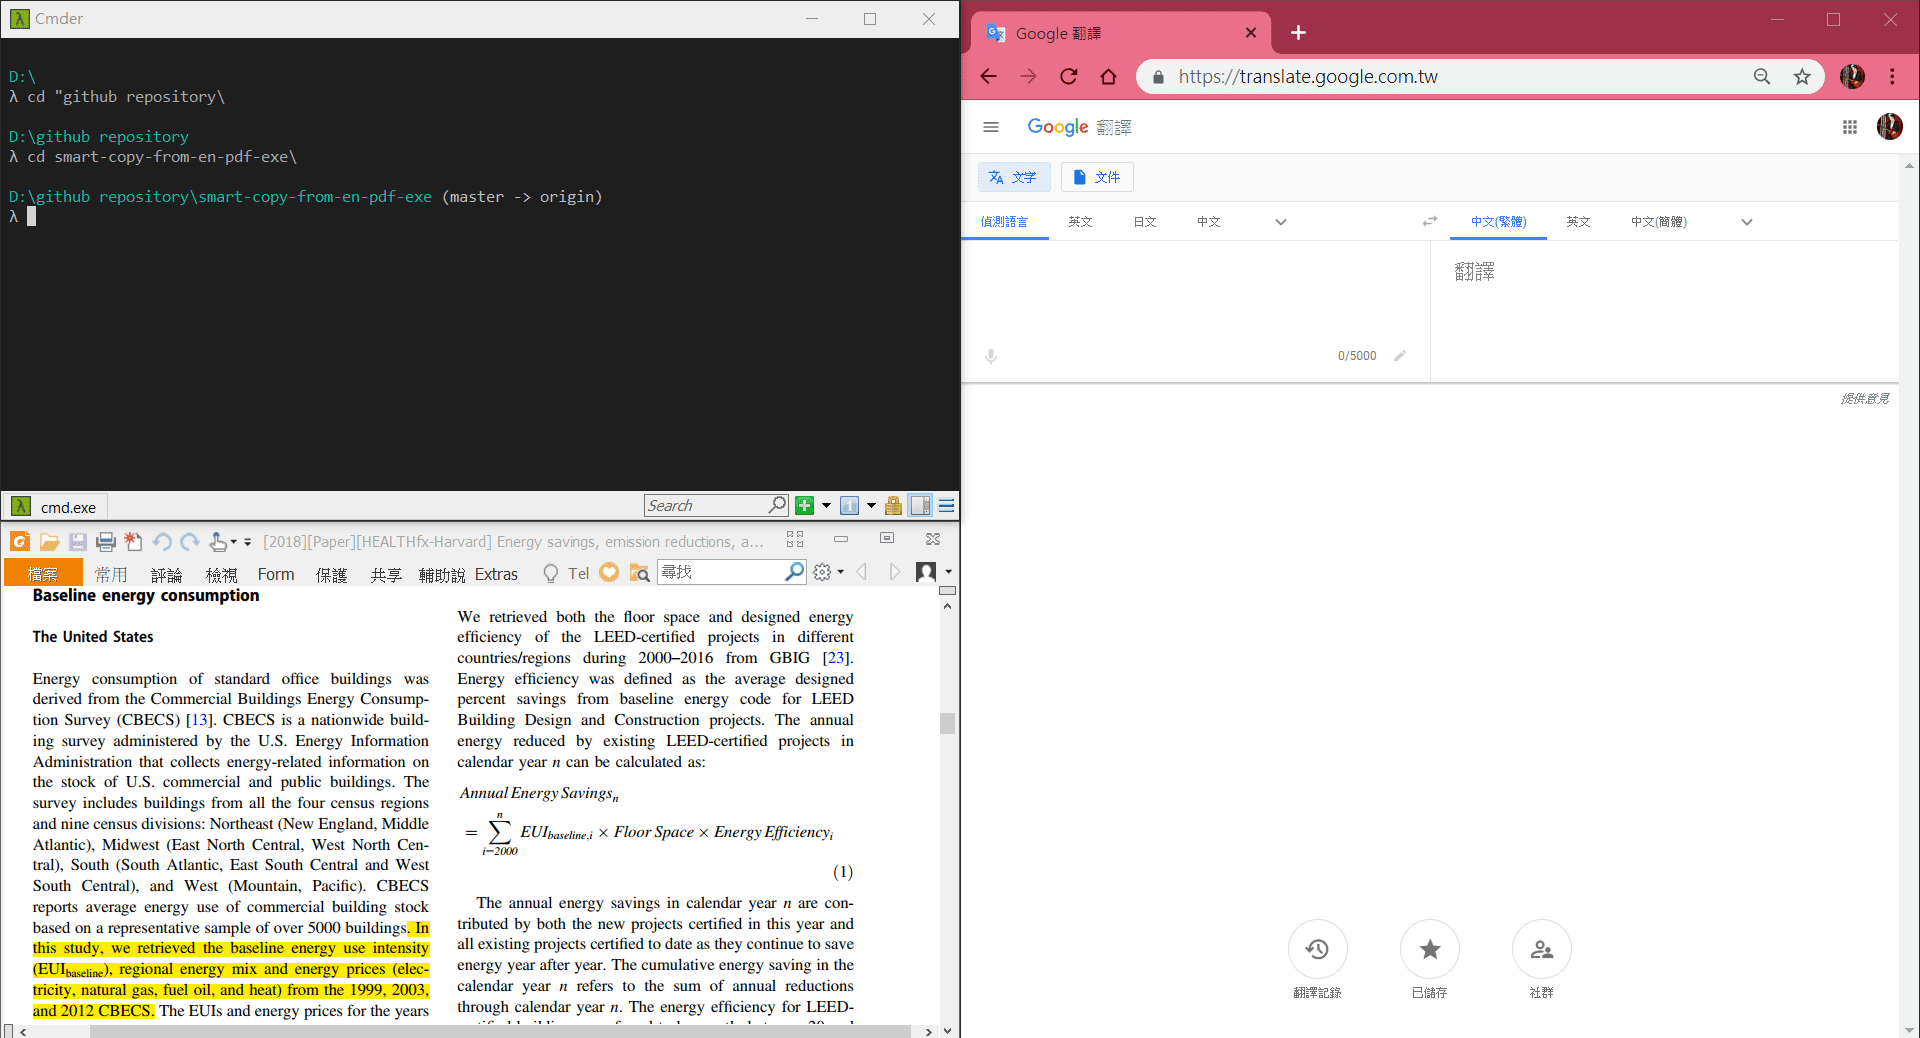 Cmder
D:\
λ cd "github repository\
D:\github repository
λ cd smart-copy-from-en-pdf-exe\
D:\github repository\smart-copy-from-en-pdf-exe (master -> origin)
λ
cmd.exe
Search
[2018][Paper][HEALTHfx-Harvard] Energy savings, emission reductions, a...
檔案 常用 評論 檢視 Form 保護 共享 輔助說 Extras Tel 尋找
Baseline energy consumption
The United States
Energy consumption of standard office buildings was
derived from the Commercial Buildings Energy Consump-
tion Survey (CBECS) [13]. CBECS is a nationwide build-
ing survey administered by the U.S. Energy Information
Administration that collects energy-related information on
the stock of U.S. commercial and public buildings. The
survey includes buildings from all the four census regions
and nine census divisions: Northeast (New England, Middle
Atlantic), Midwest (East North Central, West North Cen-
tral), South (South Atlantic, East South Central and West
South Central), and West (Mountain, Pacific). CBECS
reports average energy use of commercial building stock
based on a representative sample of over 5000 buildings. In
this study, we retrieved the baseline energy use intensity
(EUIbaseline), regional energy mix and energy prices (elec-
tricity, natural gas, fuel oil, and heat) from the 1999, 2003,
and 2012 CBECS. The EUIs and energy prices for the years
We retrieved both the floor space and designed energy
efficiency of the LEED-certified projects in different
countries/regions during 2000–2016 from GBIG [23].
Energy efficiency was defined as the average designed
percent savings from baseline energy code for LEED
Building Design and Construction projects. The annual
energy reduced by existing LEED-certified projects in
calendar year n can be calculated as:
Annual Energy Savingsn
n
= ∑ EUIbaseline,i × Floor Space × Energy Efficiencyi
i=2000
(1)
The annual energy savings in calendar year n are con-
tributed by both the new projects certified in this year and
all existing projects certified to date as they continue to save
energy year after year. The cumulative energy saving in the
calendar year n refers to the sum of annual reductions
through calendar year n. The energy efficiency for LEED-
Google 翻譯
https://translate.google.com.tw
Google 翻譯
文字 文件
偵測語言 英文 日文 中文 中文(繁體) 英文 中文(簡體)
翻譯
0/5000
提供意見
翻譯記錄 已儲存 社群